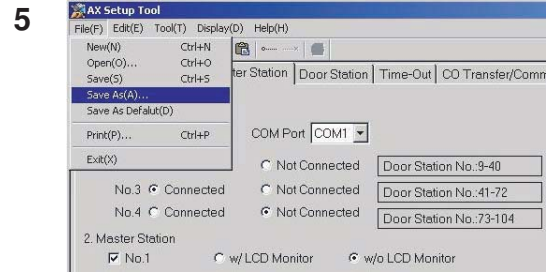 5
AX Setup Tool
File(F) Edit(E) Tool(T) Display(D) Help(H)
New(N) Ctrl+N
Open(O)... Ctrl+O
Save(S) Ctrl+S
Save As(A)...
Save As Defalut(D)
Print(P)... Ctrl+P
Exit(X)
ter Station Door Station Time-Out CO Transfer/Comm
COM Port COM1
Not Connected Door Station No.:9-40
No.3 Connected Not Connected Door Station No.:41-72
No.4 Connected Not Connected Door Station No.:73-104
2. Master Station
No.1 w/ LCD Monitor w/o LCD Monitor